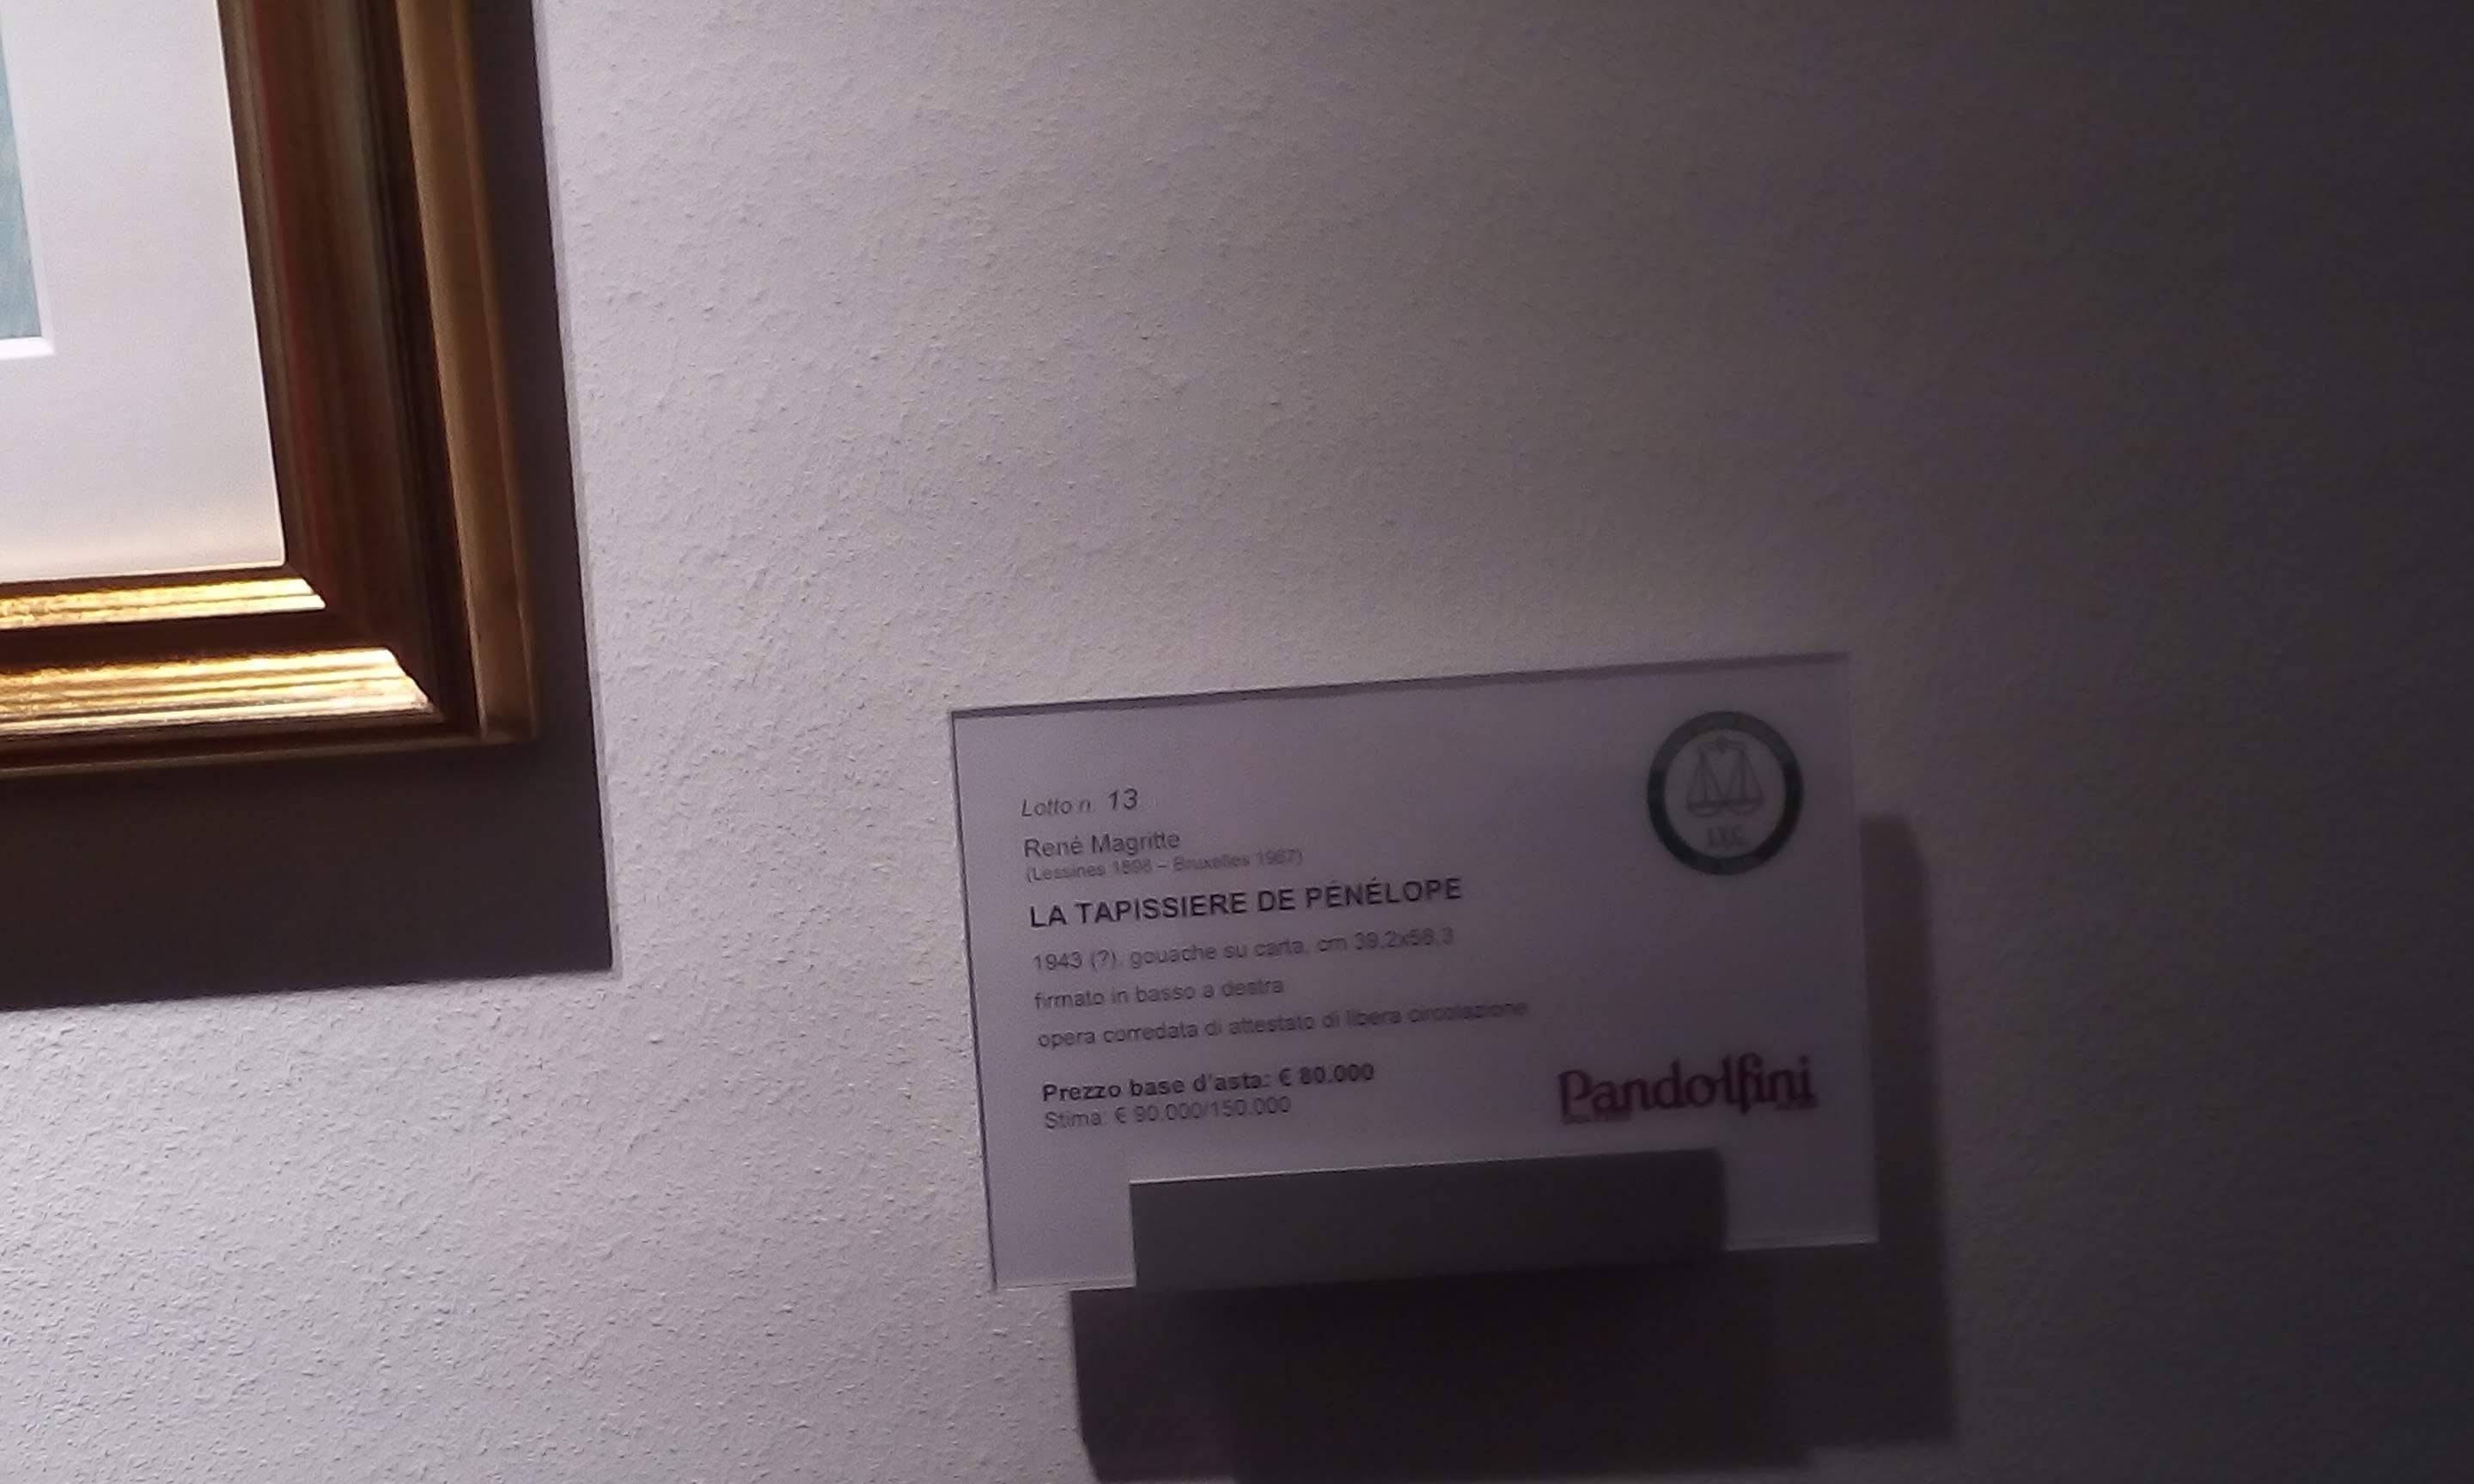 Lotto n. 13
René Magritte
(Lessines 1898 – Bruxelles 1967)
LA TAPISSIERE DE PÉNÉLOPE
1943 (?), gouache su carta, cm 39,2x56,3
firmato in basso a destra
opera corredata di attestato di libera circolazione
Prezzo base d'asta: € 80.000
Stima: € 90.000/150.000
Pandolfini